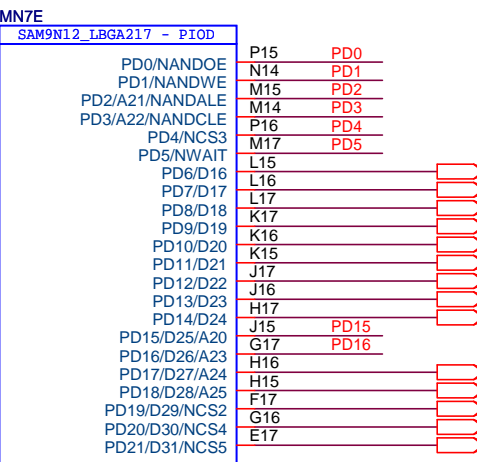 MN7E
SAM9N12_LBGA217 - PIOD
PD0/NANDOE P15 PD0
PD1/NANDWE N14 PD1
PD2/A21/NANDALE M15 PD2
PD3/A22/NANDCLE M14 PD3
PD4/NCS3 P16 PD4
PD5/NWAIT M17 PD5
PD6/D16 L15
PD7/D17 L16
PD8/D18 L17
PD9/D19 K17
PD10/D20 K16
PD11/D21 K15
PD12/D22 J17
PD13/D23 J16
PD14/D24 H17
PD15/D25/A20 J15 PD15
PD16/D26/A23 G17 PD16
PD17/D27/A24 H16
PD18/D28/A25 H15
PD19/D29/NCS2 F17
PD20/D30/NCS4 G16
PD21/D31/NCS5 E17